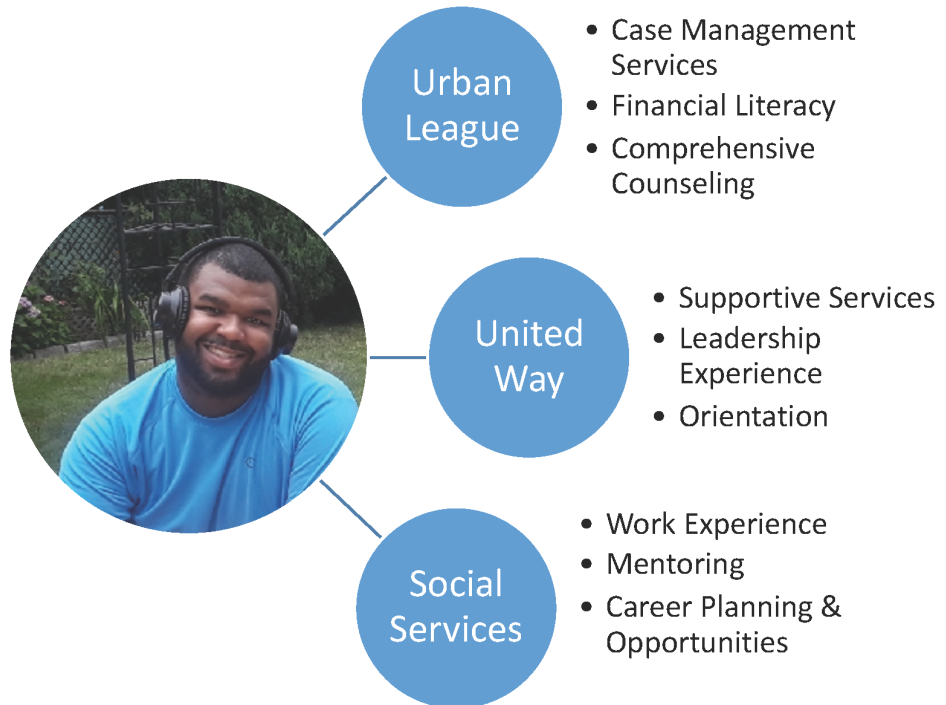 Urban
League
• Case Management
Services
• Financial Literacy
• Comprehensive
Counseling
United
Way
• Supportive Services
• Leadership
Experience
• Orientation
Social
Services
• Work Experience
• Mentoring
• Career Planning &
Opportunities